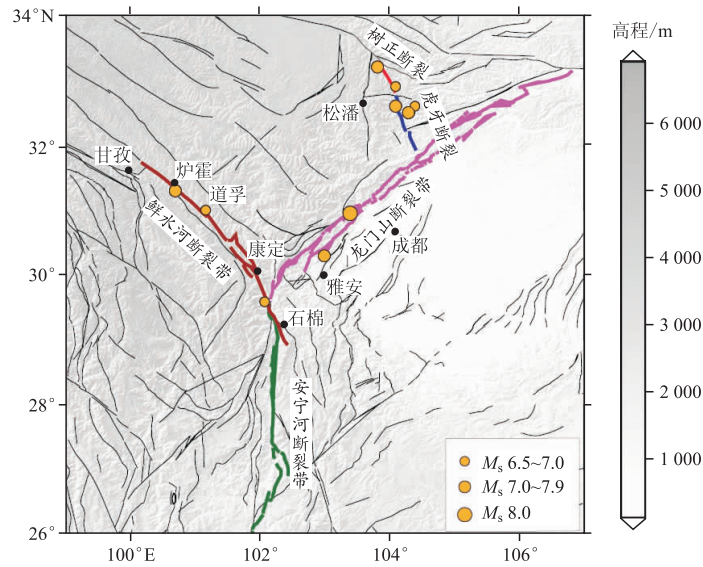 34°N
32°
30°
28°
26°
100°E
102°
104°
106°
高程/m
6 000
5 000
4 000
3 000
2 000
1 000
树正断裂
虎牙断裂
松潘
甘孜
炉霍
道孚
鲜水河断裂带
康定
龙门山断裂带
成都
雅安
石棉
安宁河断裂带
Ms 6.5~7.0
Ms 7.0~7.9
Ms 8.0